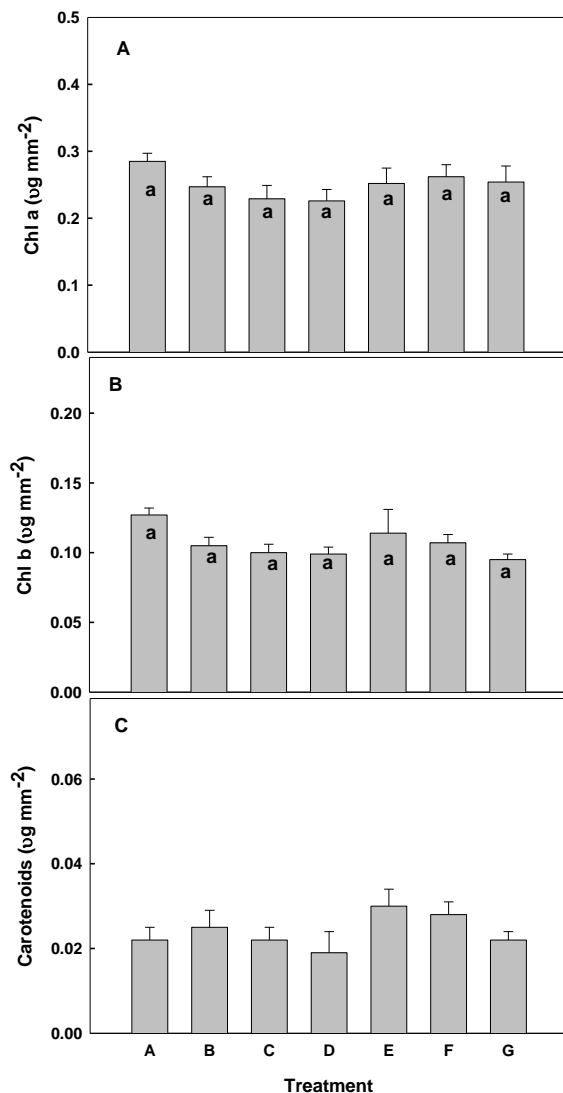 0.5
A
0.4
0.3
0.2
0.1
0.0
Chl a (υg mm-2)
a a a a a a a
B
0.20
0.15
0.10
0.05
0.00
Chl b (υg mm-2)
a a a a a a a
C
0.06
0.04
0.02
0.00
Carotenoids (υg mm-2)
A B C D E F G
Treatment